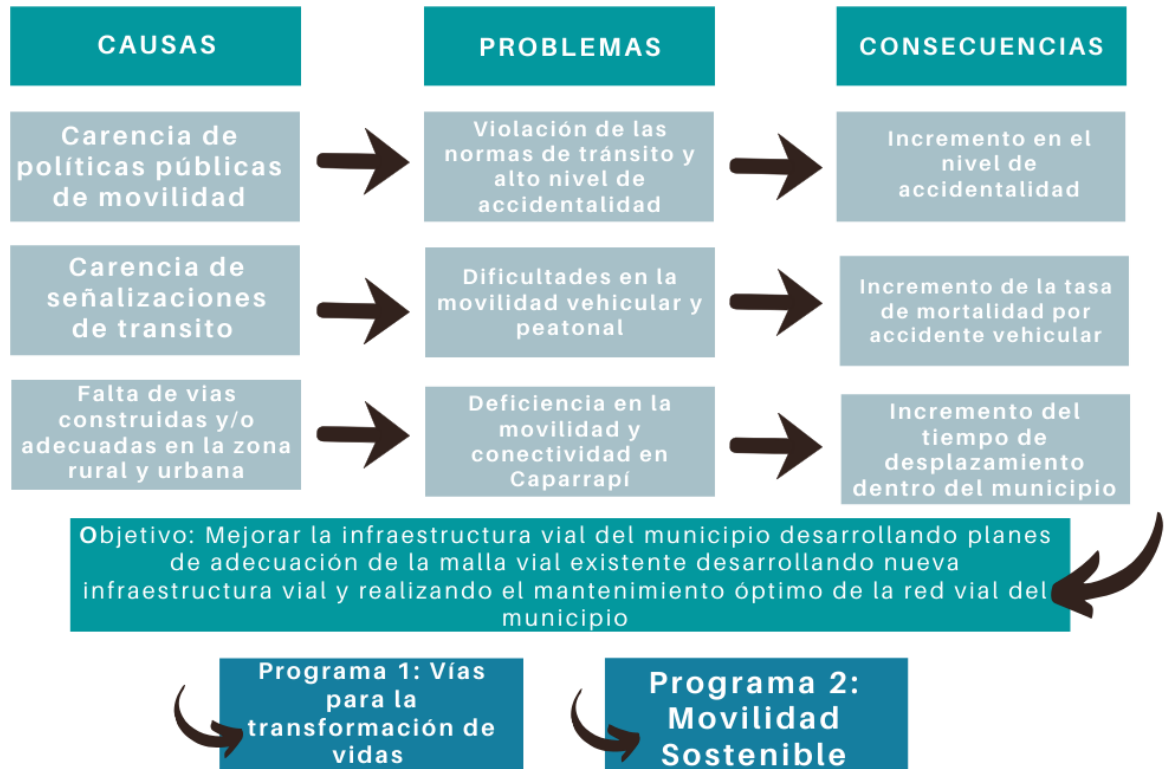 CAUSAS
PROBLEMAS
CONSECUENCIAS
Carencia de
políticas públicas
de movilidad
Violación de las
normas de tránsito y
alto nivel de
accidentalidad
Incremento en el
nivel de
accidentalidad
Carencia de
señalizaciones
de transito
Dificultades en la
movilidad vehicular y
peatonal
Incremento de la tasa
de mortalidad por
accidente vehicular
Falta de vias
construidas y/o
adecuadas en la zona
rural y urbana
Deficiencia en la
movilidad y
conectividad en
Caparrapí
Incremento del
tiempo de
desplazamiento
dentro del municipio
Objetivo: Mejorar la infraestructura vial del municipio desarrollando planes
de adecuación de la malla vial existente desarrollando nueva
infraestructura vial y realizando el mantenimiento óptimo de la red vial del
municipio
Programa 1: Vías
para la
transformación de
vidas
Programa 2:
Movilidad
Sostenible